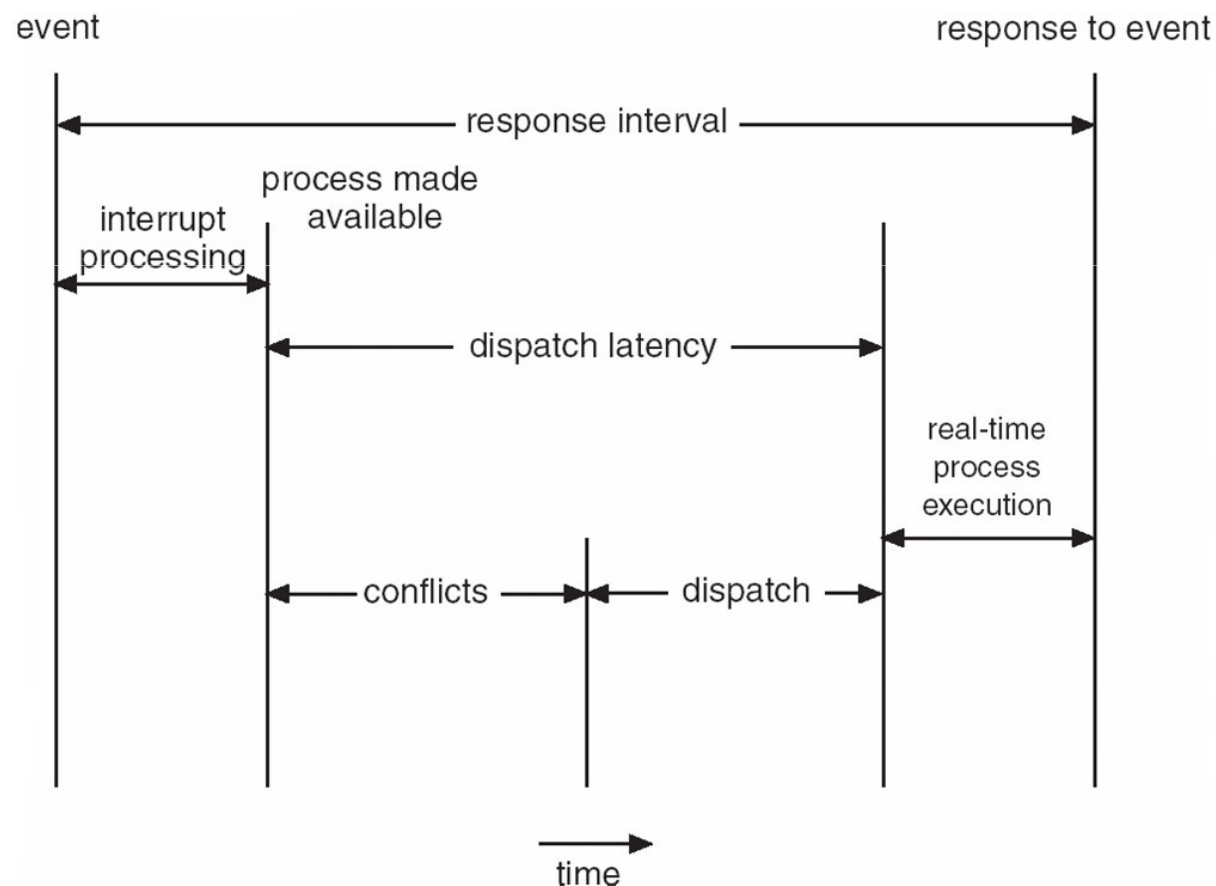 event
response to event
response interval
process made
available
interrupt
processing
dispatch latency
real-time
process
execution
conflicts
dispatch
time